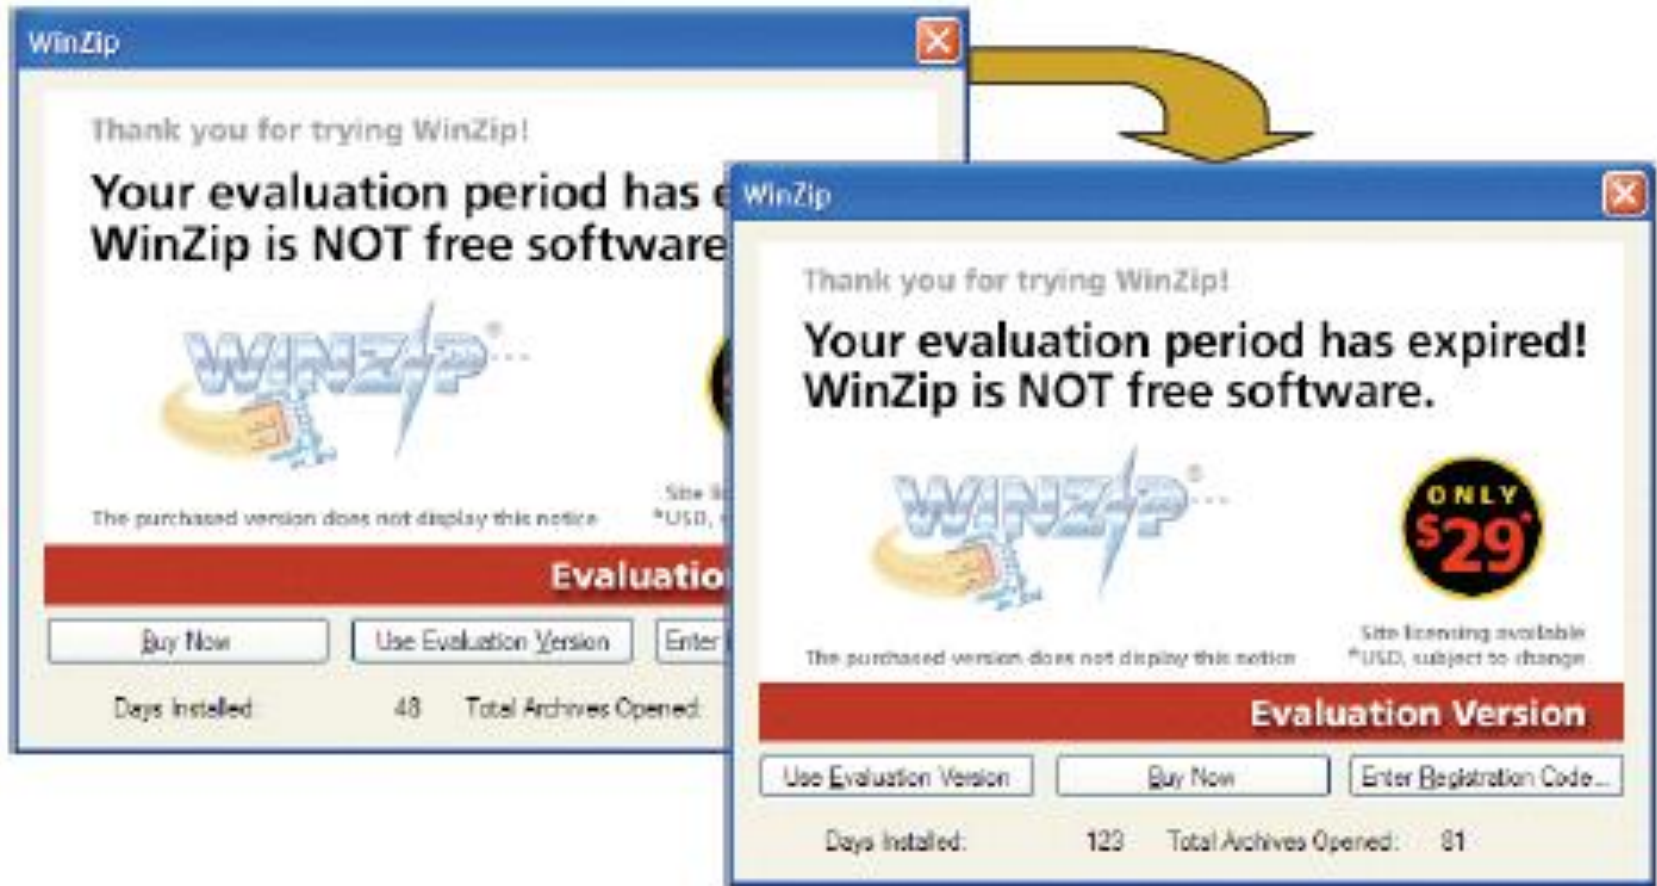 WinZip
Thank you for trying WinZip!
Your evaluation period has
WinZip is NOT free software
WINZIP®
The purchased version does not display this notice
Site
*USD,
Evaluatio
Buy Now
Use Evaluation Version
Enter
Days Installed:
48
Total Archives Opened:
WinZip
Thank you for trying WinZip!
Your evaluation period has expired!
WinZip is NOT free software.
WINZIP®
ONLY
$29*
The purchased version does not display this notice
Site licensing available
*USD, subject to change
Evaluation Version
Use Evaluation Version
Buy Now
Enter Registration Code...
Days Installed:
123
Total Archives Opened:
81